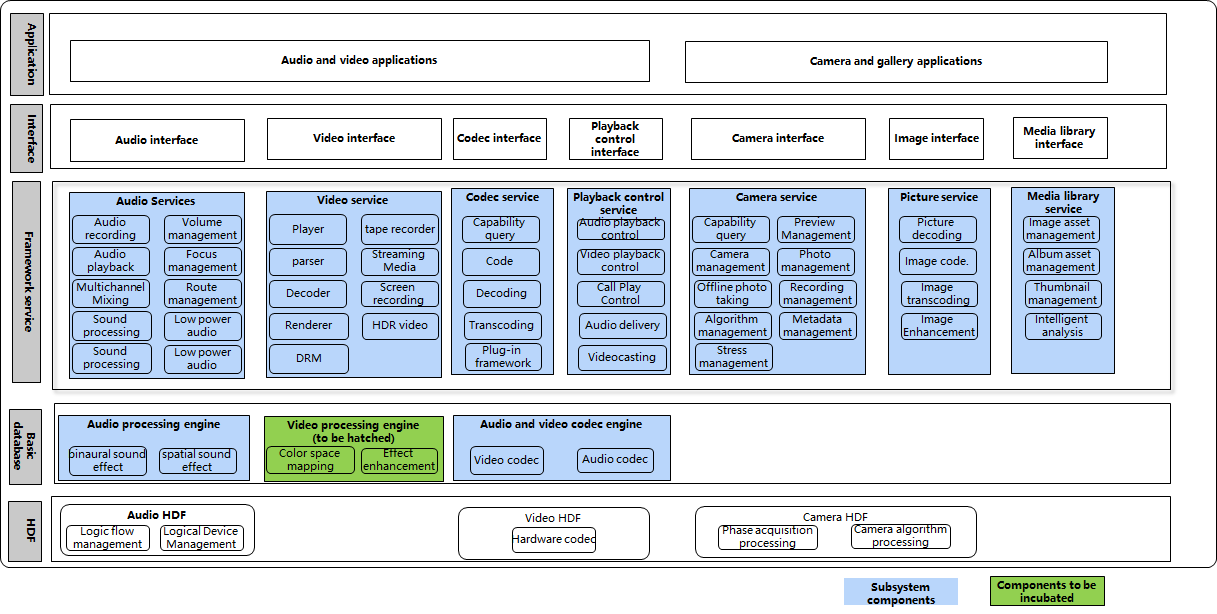 Application
Audio and video applications
Camera and gallery applications
Interface
Audio interface
Video interface
Codec interface
Playback
control
interface
Camera interface
Image interface
Media library
interface
Framework service
Audio Services
Audio
recording
Volume
management
Audio
playback
Focus
management
Multichannel
Mixing
Route
management
Sound
processing
Low power
audio
Sound
processing
Low power
audio
Video service
Player
tape recorder
parser
Streaming
Media
Decoder
Screen
recording
Renderer
HDR video
DRM
Codec service
Capability
query
Code
Decoding
Transcoding
Plug-in
framework
Playback control
service
Audio playback
control
Video playback
control
Call Play
Control
Audio delivery
Videocasting
Camera service
Capability
query
Preview
Management
Camera
management
Photo
management
Offline photo
taking
Recording
management
Algorithm
management
Metadata
management
Stress
management
Picture service
Picture
decoding
Image code.
Image
transcoding
Image
Enhancement
Media library
service
Image asset
management
Album asset
management
Thumbnail
management
Intelligent
analysis
Basic
database
Audio processing engine
binaural sound
effect
spatial sound
effect
Video processing engine
(to be hatched)
Color space
mapping
Effect
enhancement
Audio and video codec engine
Video codec
Audio codec
HDF
Audio HDF
Logic flow
management
Logical Device
Management
Video HDF
Hardware codec
Camera HDF
Phase acquisition
processing
Camera algorithm
processing
Subsystem
components
Components to be
incubated